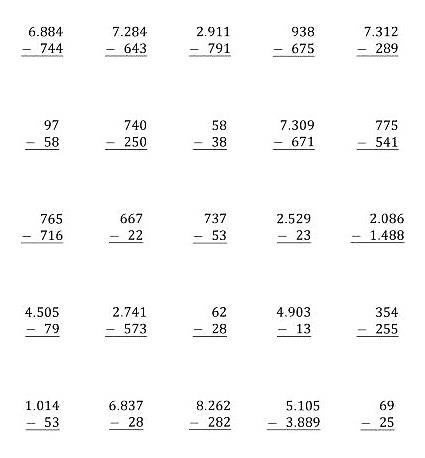 6.884 7.284 2.911 938 7.312
− 744 − 643 − 791 − 675 − 289
97 740 58 7.309 775
− 58 − 250 − 38 − 671 − 541
765 667 737 2.529 2.086
− 716 − 22 − 53 − 23 − 1.488
4.505 2.741 62 4.903 354
− 79 − 573 − 28 − 13 − 255
1.014 6.837 8.262 5.105 69
− 53 − 28 − 282 − 3.889 − 25